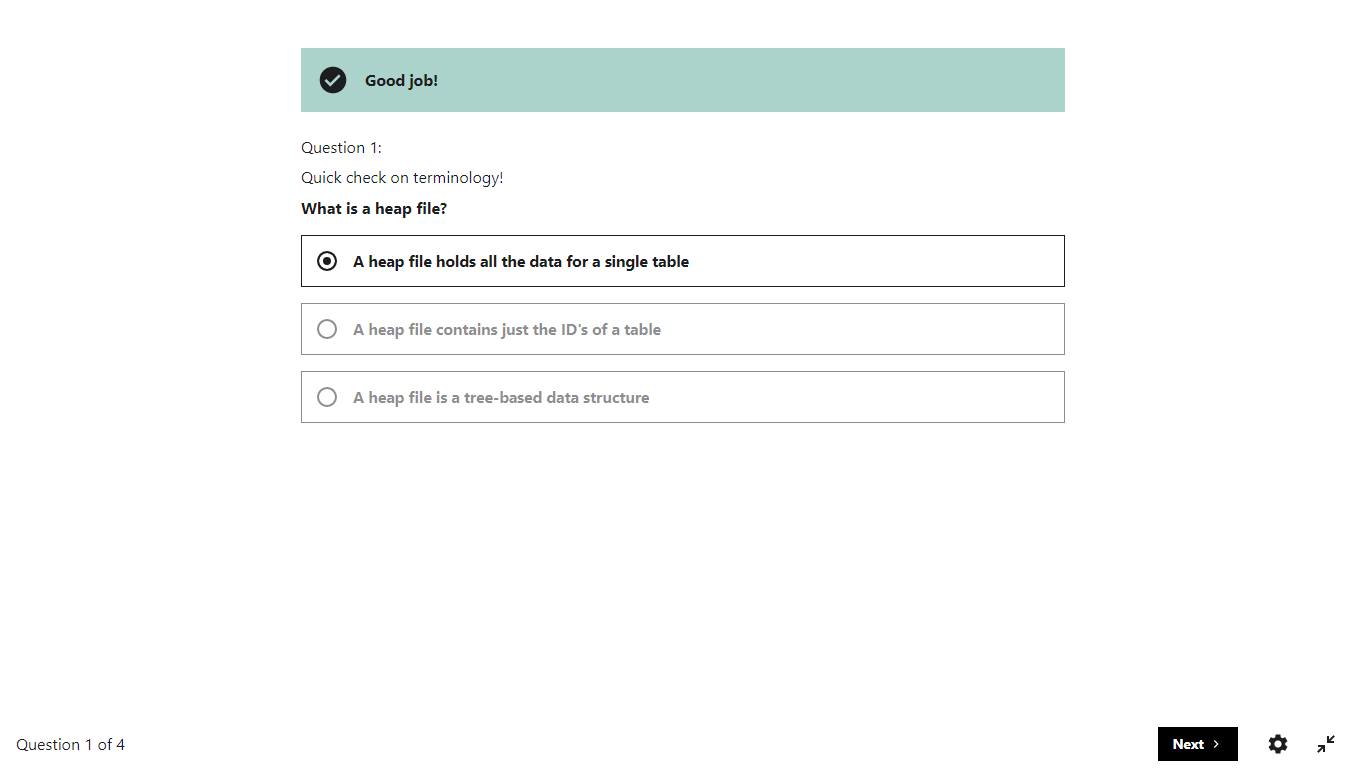 Good job!
Question 1:
Quick check on terminology!
What is a heap file?
A heap file holds all the data for a single table
A heap file contains just the ID's of a table
A heap file is a tree-based data structure
Question 1 of 4
Next